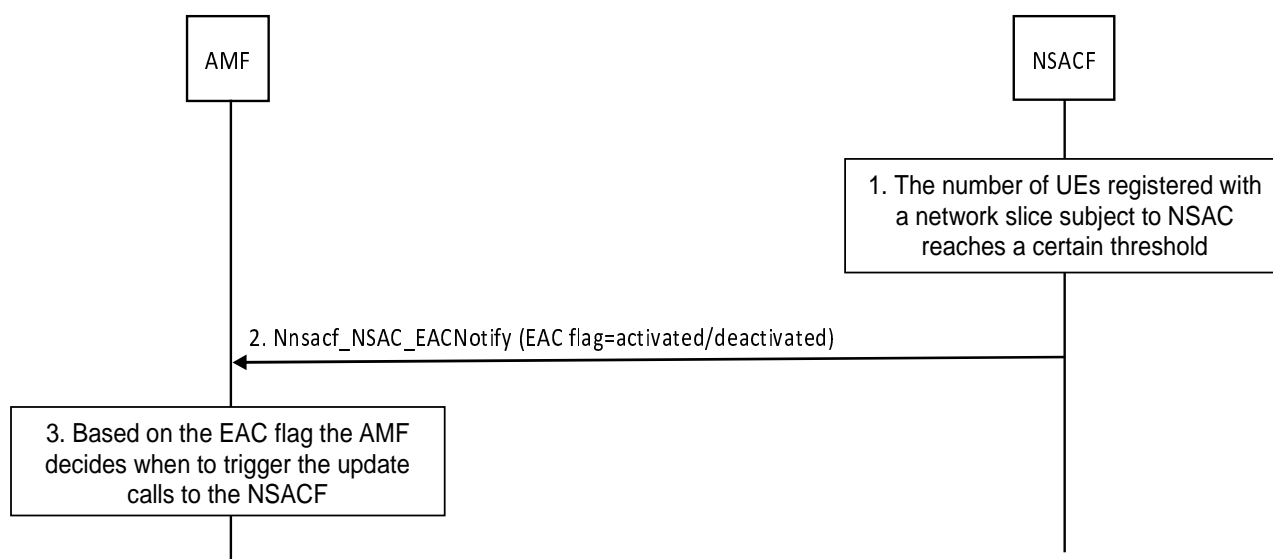 AMF
NSACF
1. The number of UEs registered with
a network slice subject to NSAC
reaches a certain threshold
2. Nnsacf_NSAC_EACNotify (EAC flag=activated/deactivated)
3. Based on the EAC flag the AMF
decides when to trigger the update
calls to the NSACF